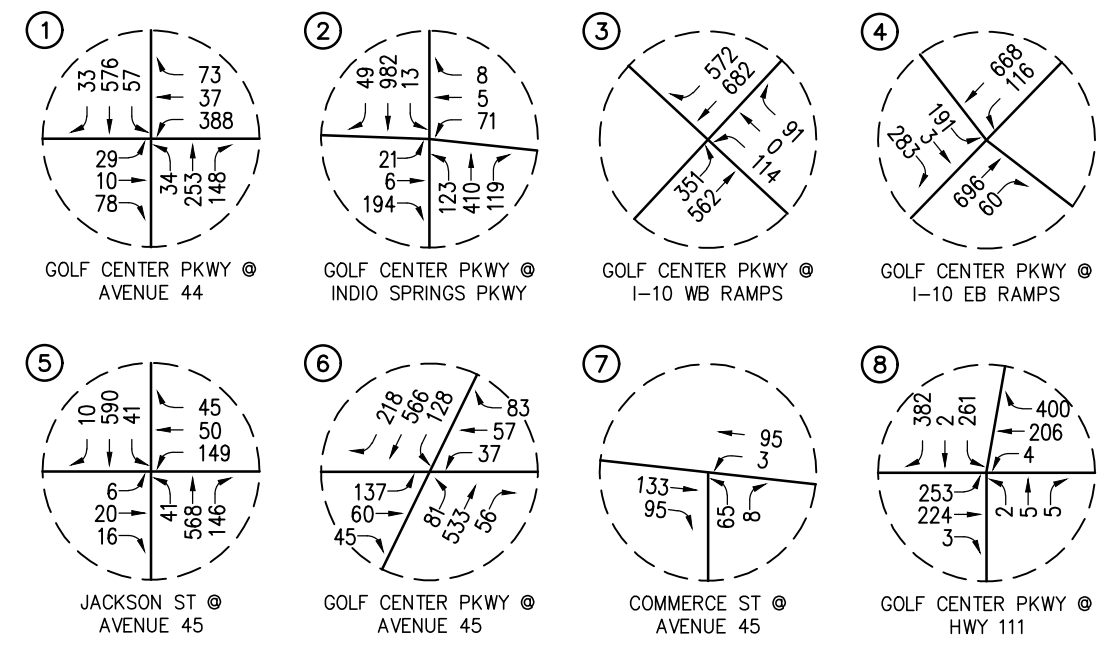 1
33 576 57
73
37
388
29
10
78
34 253 148
GOLF CENTER PKWY @
AVENUE 44
2
49 982 13
8
5
71
21
6
194
123 410 119
GOLF CENTER PKWY @
INDIO SPRINGS PKWY
3
572
682
91
0
114
351
562
GOLF CENTER PKWY @
I-10 WB RAMPS
4
668
116
191
3
283
696
60
GOLF CENTER PKWY @
I-10 EB RAMPS
5
10 590 41
45
50
149
6
20
16
41 568 146
JACKSON ST @
AVENUE 45
6
218 566 128
83
57
37
137
60
45
81 533 56
GOLF CENTER PKWY @
AVENUE 45
7
95
3
133
95
65 8
COMMERCE ST @
AVENUE 45
8
382 2 261
400
206
4
253
224
3
2 5 5
GOLF CENTER PKWY @
HWY 111